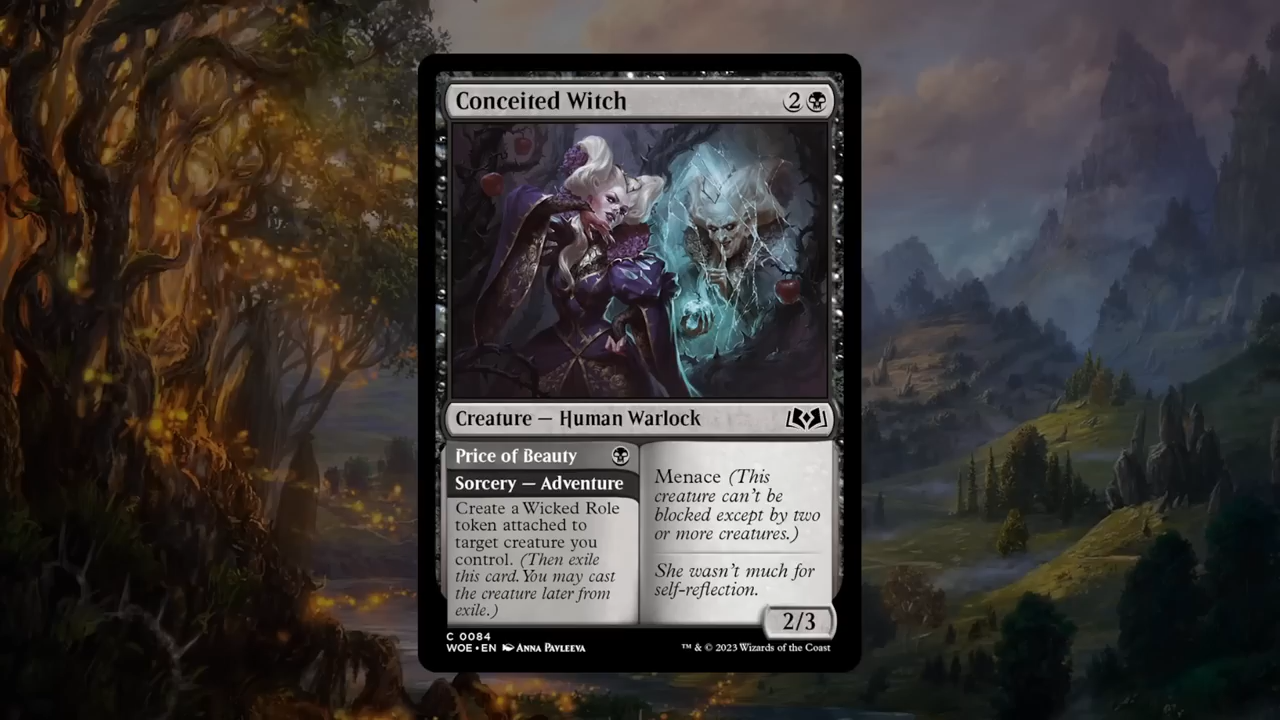 Conceited Witch 2
Creature — Human Warlock
Price of Beauty
Sorcery — Adventure
Create a Wicked Role
token attached to
target creature you
control. (Then exile
this card. You may cast
the creature later from
exile.)
Menace (This
creature can't be
blocked except by two
or more creatures.)
She wasn't much for
self-reflection.
2/3
C 0084
WOE • EN Anna Pavleeva
™ & © 2023 Wizards of the Coast